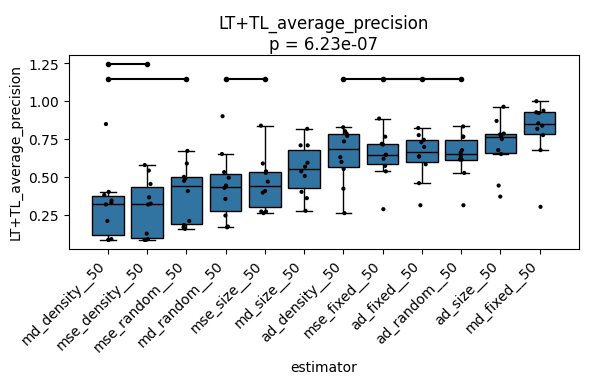 LT+TL_average_precision
p = 6.23e-07
LT+TL_average_precision
1.25
1.00
0.75
0.50
0.25
md_density__50
mse_density__50
mse_random__50
md_random__50
mse_size__50
md_size__50
ad_density__50
mse_fixed__50
ad_fixed__50
ad_random__50
ad_size__50
md_fixed__50
estimator